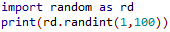 import random as rd
print(rd.randint(1,100))